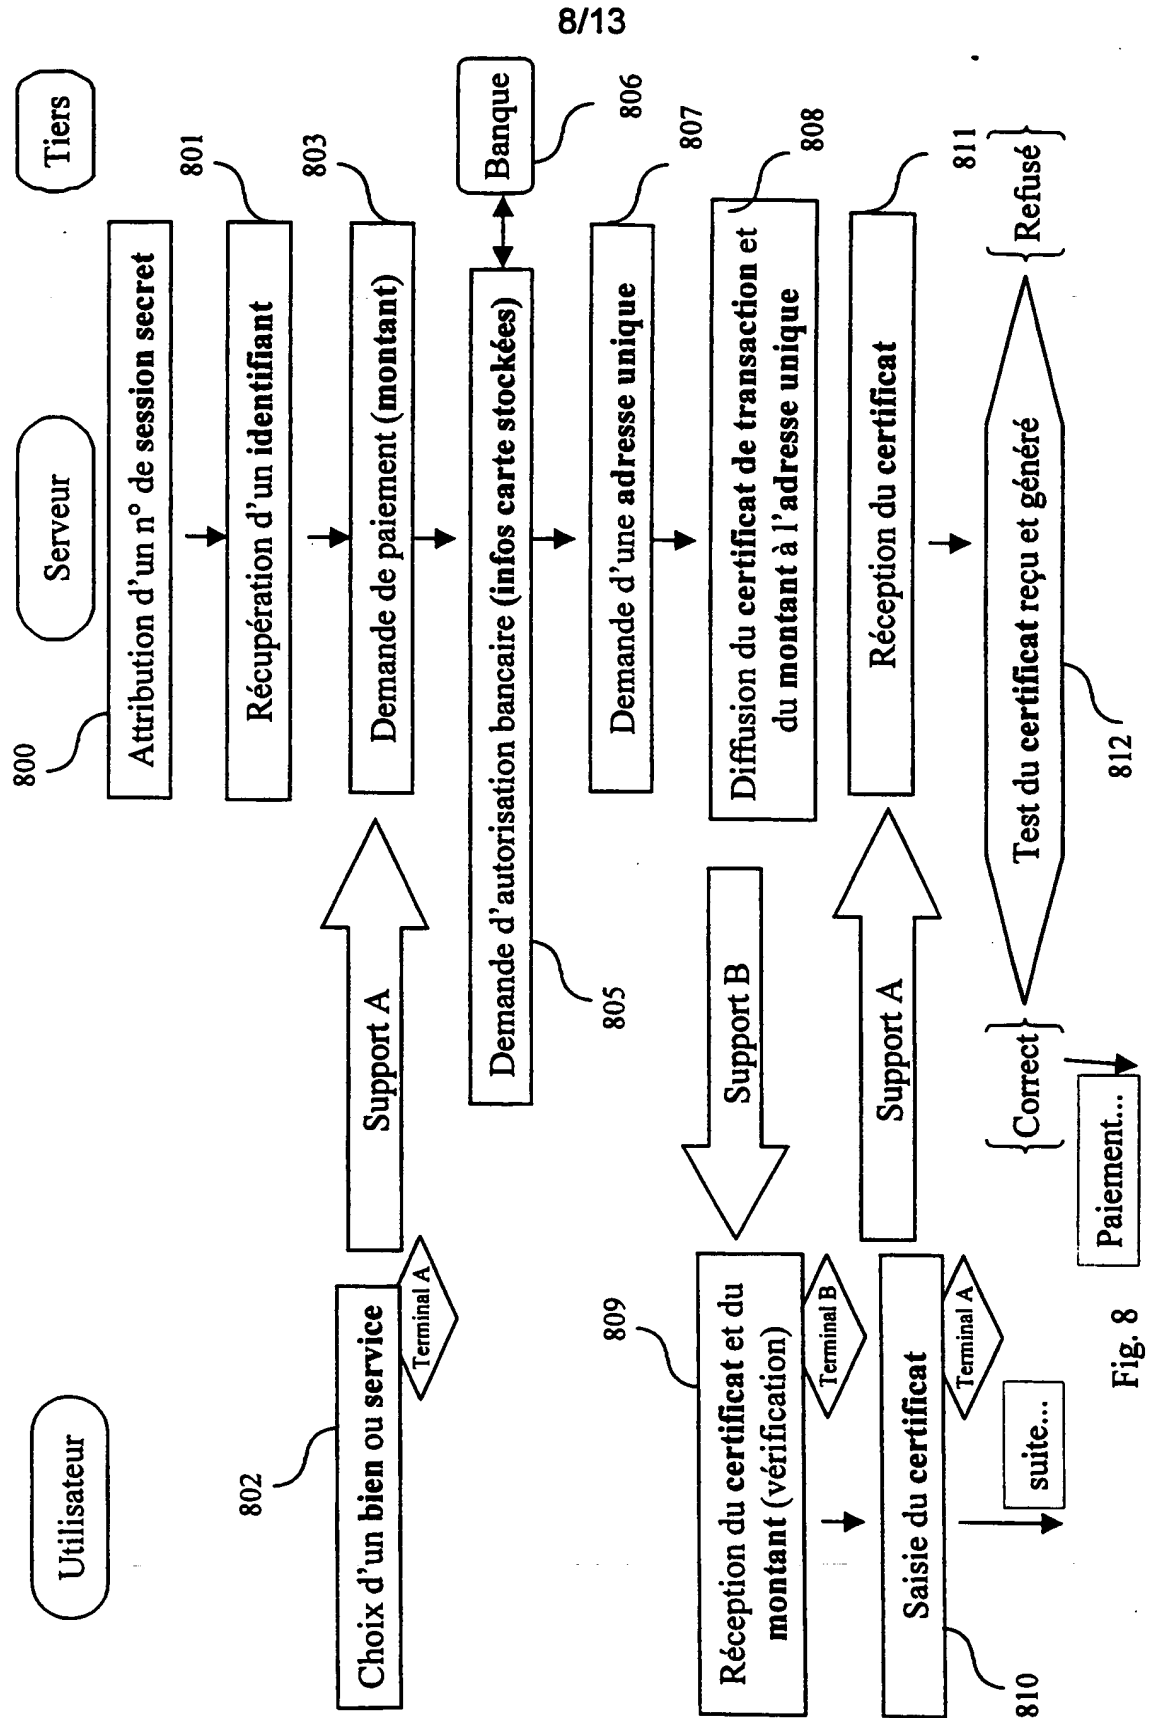 8/13
Utilisateur
Serveur
Tiers
800
Attribution d'un n° de session secret
801
Récupération d'un identifiant
802
Choix d'un bien ou service
Terminal A
Support A
803
Demande de paiement (montant)
805
Demande d'autorisation bancaire (infos carte stockées)
Banque
806
807
Demande d'une adresse unique
808
Diffusion du certificat de transaction et
du montant à l'adresse unique
Support B
809
Réception du certificat et du
montant (vérification)
Terminal B
810
Saisie du certificat
Terminal A
Support A
811
Réception du certificat
suite...
Correct
Test du certificat reçu et généré
Refusé
812
Paiement...
Fig. 8